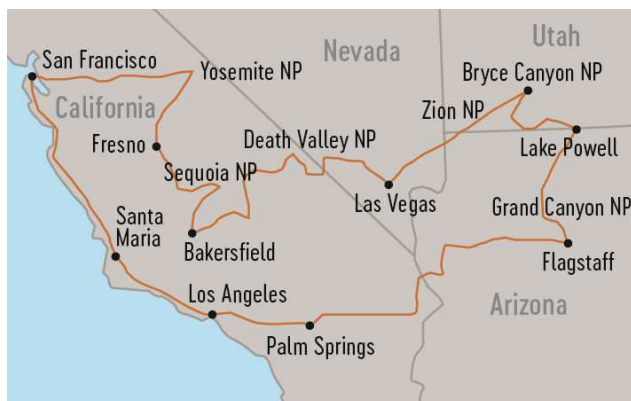 Utah
Nevada
San Francisco
Yosemite NP
Bryce Canyon NP
California
Zion NP
Fresno
Death Valley NP
Lake Powell
Sequoia NP
Las Vegas
Grand Canyon NP
Santa
Maria
Bakersfield
Flagstaff
Los Angeles
Arizona
Palm Springs